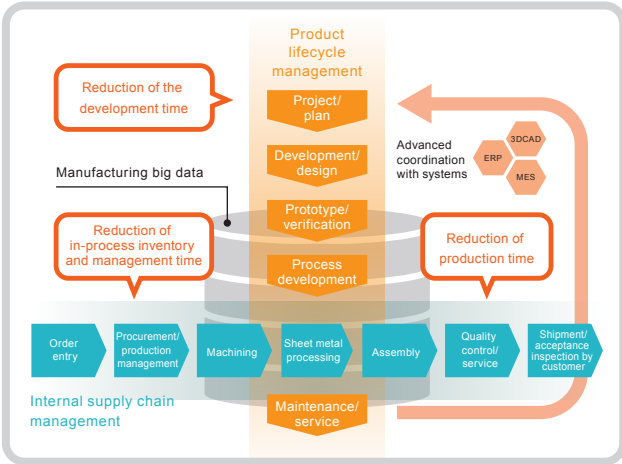 Product
lifecycle
management
Reduction of the
development time
Project/
plan
Advanced
coordination
with systems
3DCAD
ERP
MES
Development/
design
Manufacturing big data
Prototype/
verification
Reduction of
in-process inventory
and management time
Reduction of
production time
Process
development
Order
entry
Procurement/
production
management
Machining
Sheet metal
processing
Assembly
Quality
control/
service
Shipment/
acceptance
inspection by
customer
Internal supply chain
management
Maintenance/
service